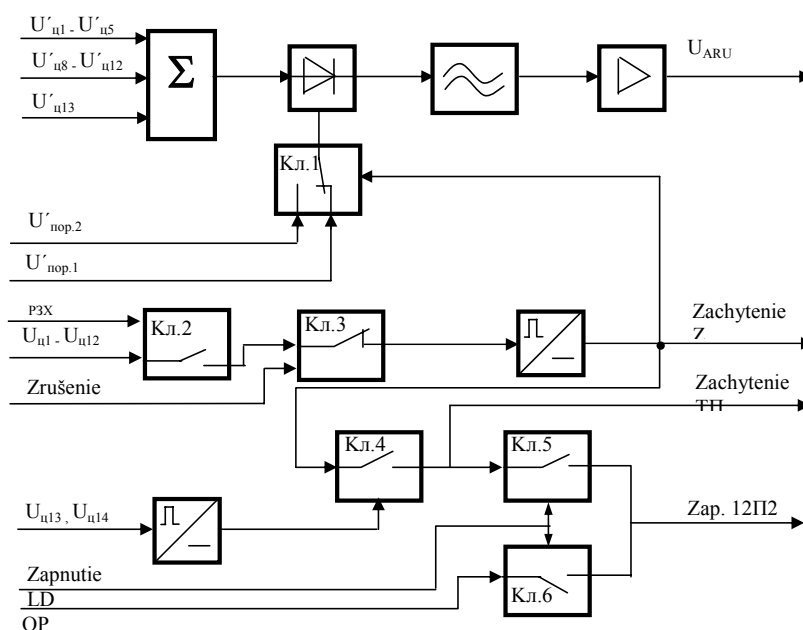 U´ц1 - U´ц5
U´ц8 - U´ц12
U´ц13
Σ
U ARU
Кл.1
U´пор.2
U´пор.1
РЗХ
Uц1 - Uц12
Zrušenie
Кл.2
Кл.3
Zachytenie
Z
Zachytenie
ТП
Кл.4
Кл.5
Uц13 , Uц14
Zap. 12П2
Zapnutie
LD
OP
Кл.6